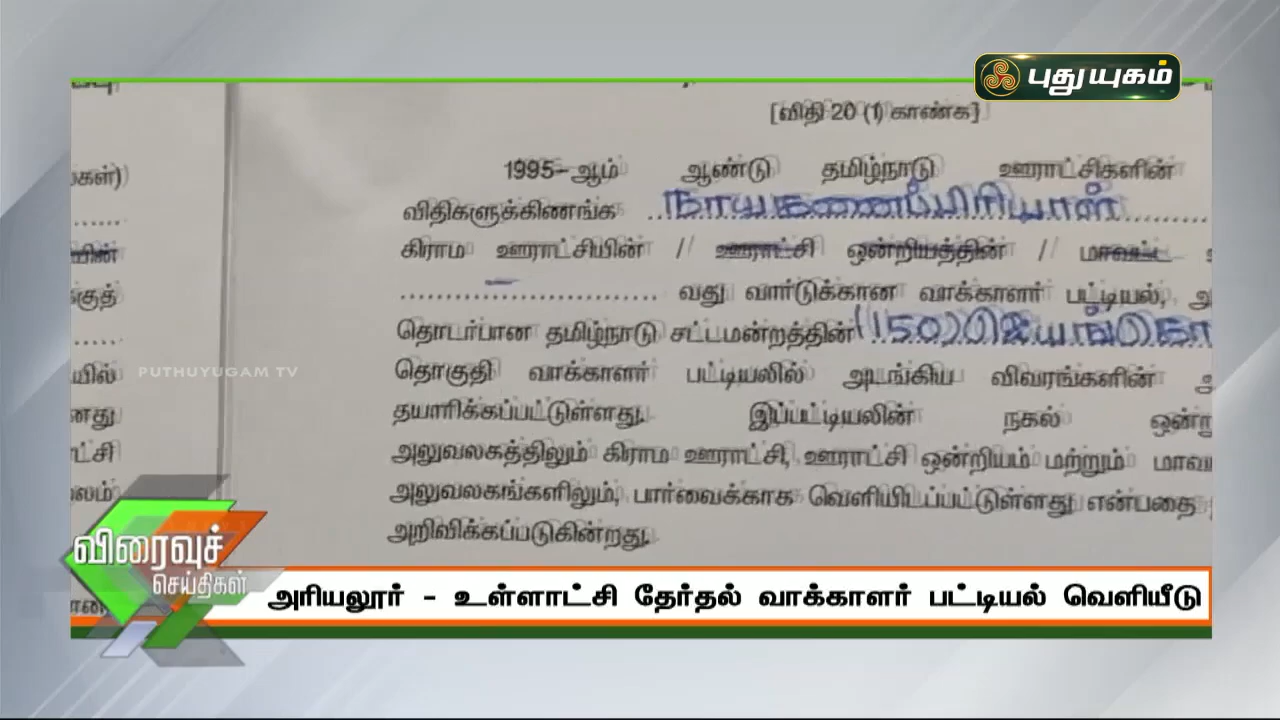 புதுயுகம்
[விதி 20 (1) காண்க]
1995-ஆம் ஆண்டு தமிழ்நாடு ஊராட்சிகளின்
விதிகளுக்கிணங்க ..நாயகனைப்பிரியாள்
கிராம ஊராட்சியின் // ஊராட்சி ஒன்றியத்தின் //
வது வார்டுக்கான வாக்காளர் பட்டியல்,
தொடர்பான தமிழ்நாடு சட்டமன்றத்தின் (150)
தொகுதி வாக்காளர் பட்டியலில் அடங்கிய விவரங்களின்
தயாரிக்கப்பட்டுள்ளது. இப்பட்டியலின் நகல்
அலுவலகத்திலும் கிராம ஊராட்சி, ஊராட்சி ஒன்றியம் மற்றும்
அலுவலகங்களிலும், பார்வைக்காக வெளியிடப்பட்டுள்ளது என்பதை
அறிவிக்கப்படுகின்றது.
PUTHUYUGAM TV
விரைவுச்
செய்திகள்
அரியலூர் - உள்ளாட்சி தேர்தல் வாக்காளர் பட்டியல் வெளியீடு